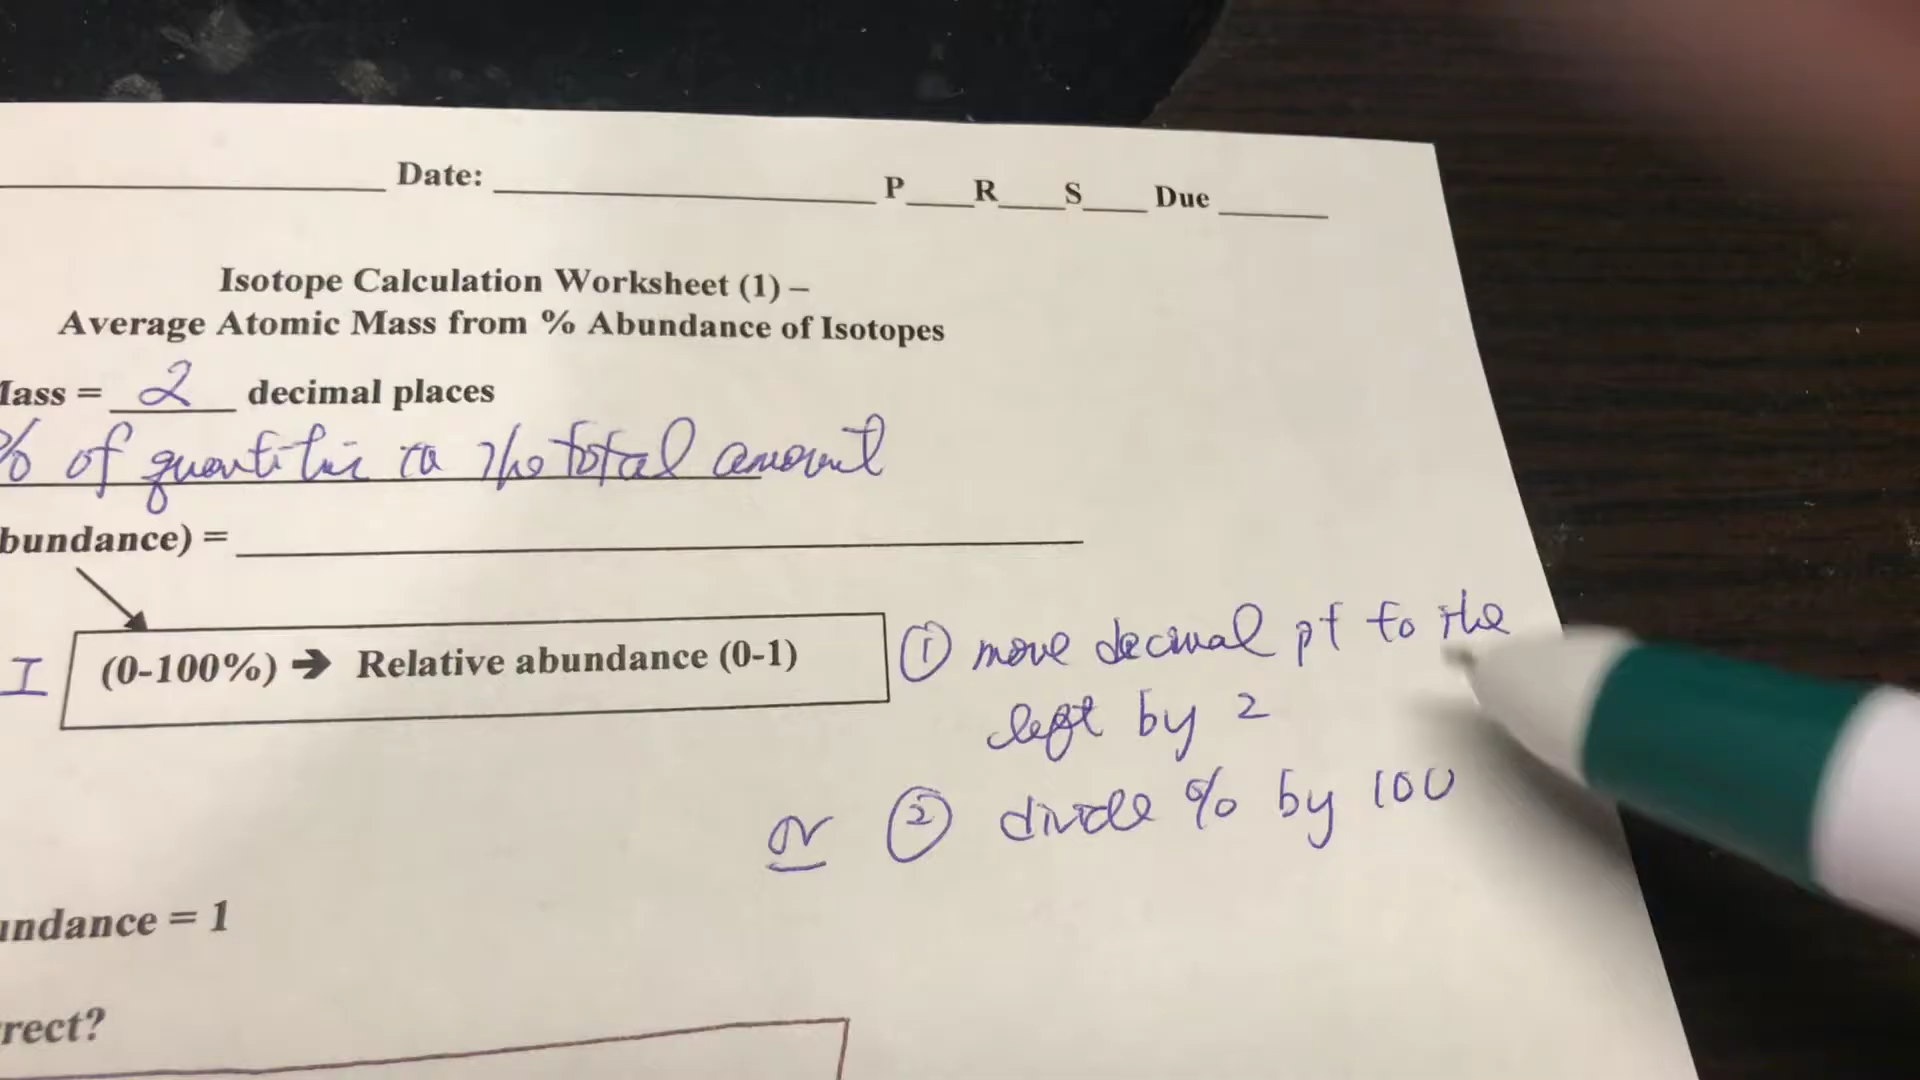 Date: P R S Due
Isotope Calculation Worksheet (1) –
Average Atomic Mass from % Abundance of Isotopes
Mass = 2 decimal places
% of quantities to the total amount
bundance) =
I (0-100%) ➔ Relative abundance (0-1)
① move decimal pt to the
left by 2
or ② divide % by 100
undance = 1
rrect?